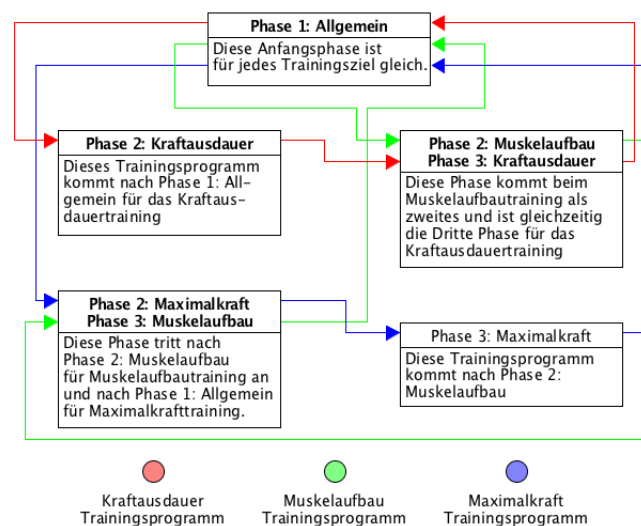 Phase 1: Allgemein
Diese Anfangsphase ist
für jedes Trainingsziel gleich.
Phase 2: Kraftausdauer
Dieses Trainingsprogramm
kommt nach Phase 1: All-
gemein für das Kraftaus-
dauertraining
Phase 2: Muskelaufbau
Phase 3: Kraftausdauer
Diese Phase kommt beim
Muskelaufbautraining als
zweites und ist gleichzeitig
die Dritte Phase für das
Kraftausdauertraining
Phase 2: Maximalkraft
Phase 3: Muskelaufbau
Diese Phase tritt nach
Phase 2: Muskelaufbau
für Muskelaufbautraining an
und nach Phase 1: Allgemein
für Maximalkrafttraining.
Phase 3: Maximalkraft
Diese Trainingsprogramm
kommt nach Phase 2:
Muskelaufbau
Kraftausdauer
Trainingsprogramm
Muskelaufbau
Trainingsprogramm
Maximalkraft
Trainingsprogramm